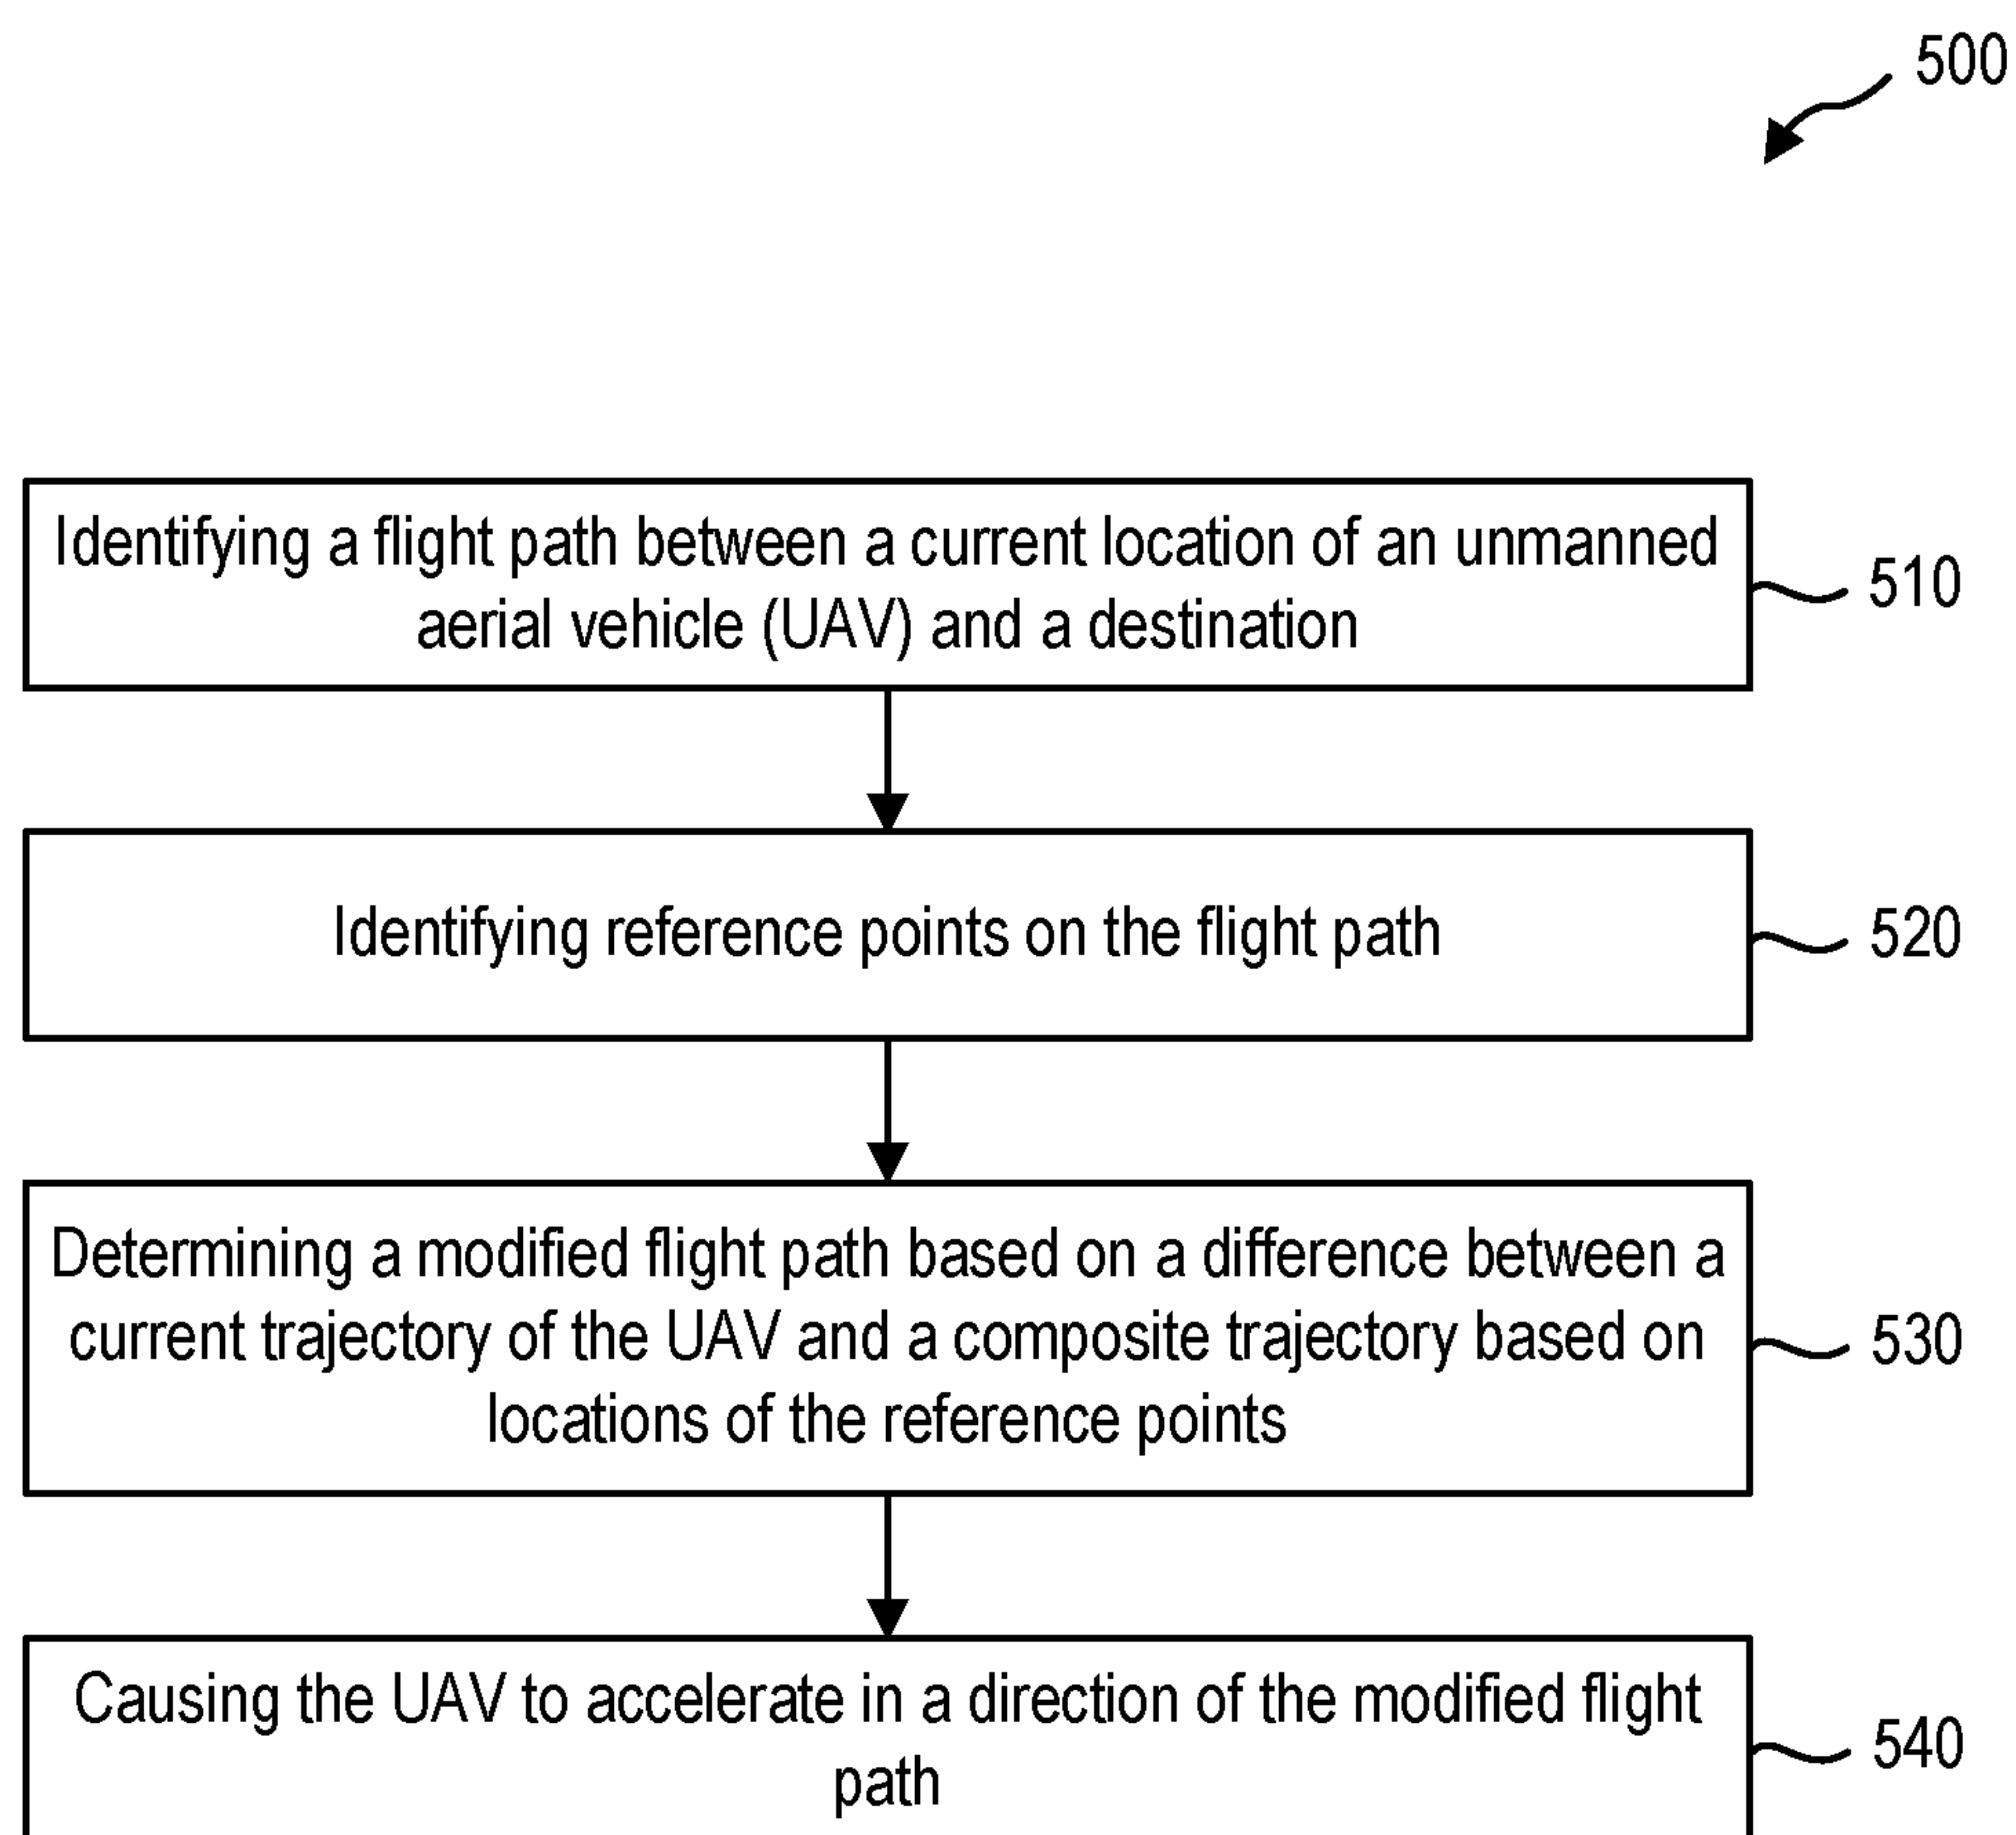 500
Identifying a flight path between a current location of an unmanned
aerial vehicle (UAV) and a destination
510
Identifying reference points on the flight path
520
Determining a modified flight path based on a difference between a
current trajectory of the UAV and a composite trajectory based on
locations of the reference points
530
Causing the UAV to accelerate in a direction of the modified flight
path
540